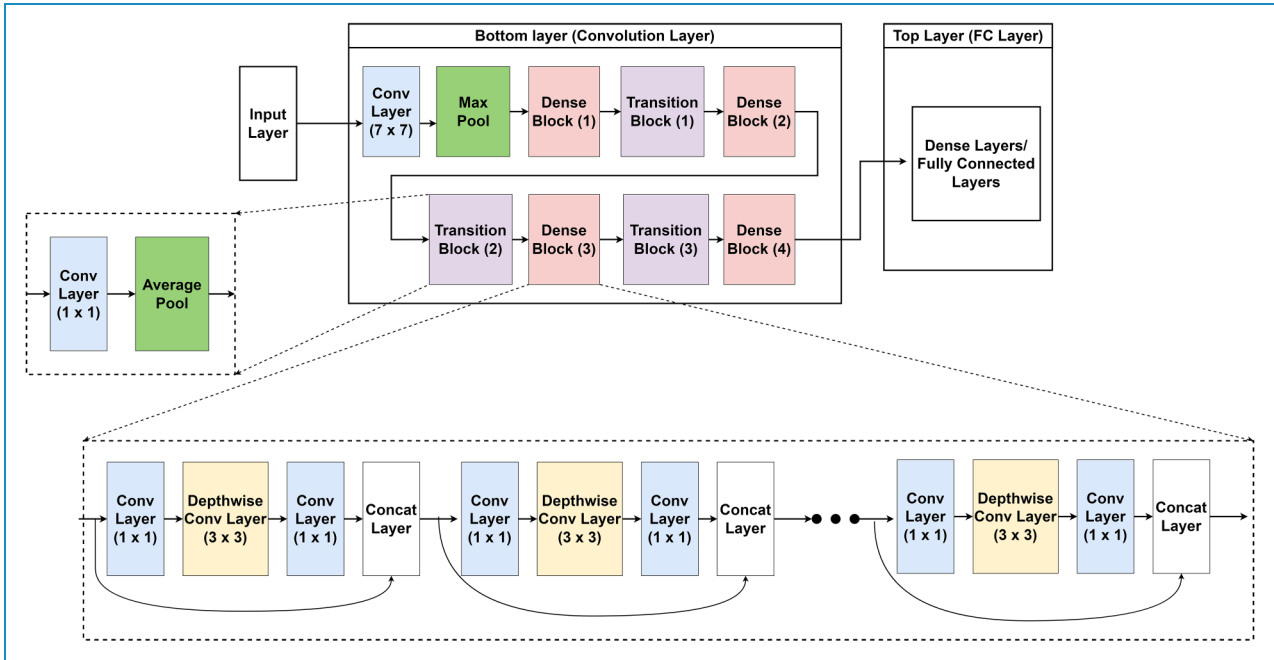 Bottom layer (Convolution Layer)
Top Layer (FC Layer)
Input
Layer
Conv
Layer
(7 x 7)
Max
Pool
Dense
Block (1)
Transition
Block (1)
Dense
Block (2)
Dense Layers/
Fully Connected
Layers
Transition
Block (2)
Dense
Block (3)
Transition
Block (3)
Dense
Block (4)
Conv
Layer
(1 x 1)
Average
Pool
Conv
Layer
(1 x 1)
Depthwise
Conv Layer
(3 x 3)
Conv
Layer
(1 x 1)
Concat
Layer
Conv
Layer
(1 x 1)
Depthwise
Conv Layer
(3 x 3)
Conv
Layer
(1 x 1)
Concat
Layer
Conv
Layer
(1 x 1)
Depthwise
Conv Layer
(3 x 3)
Conv
Layer
(1 x 1)
Concat
Layer